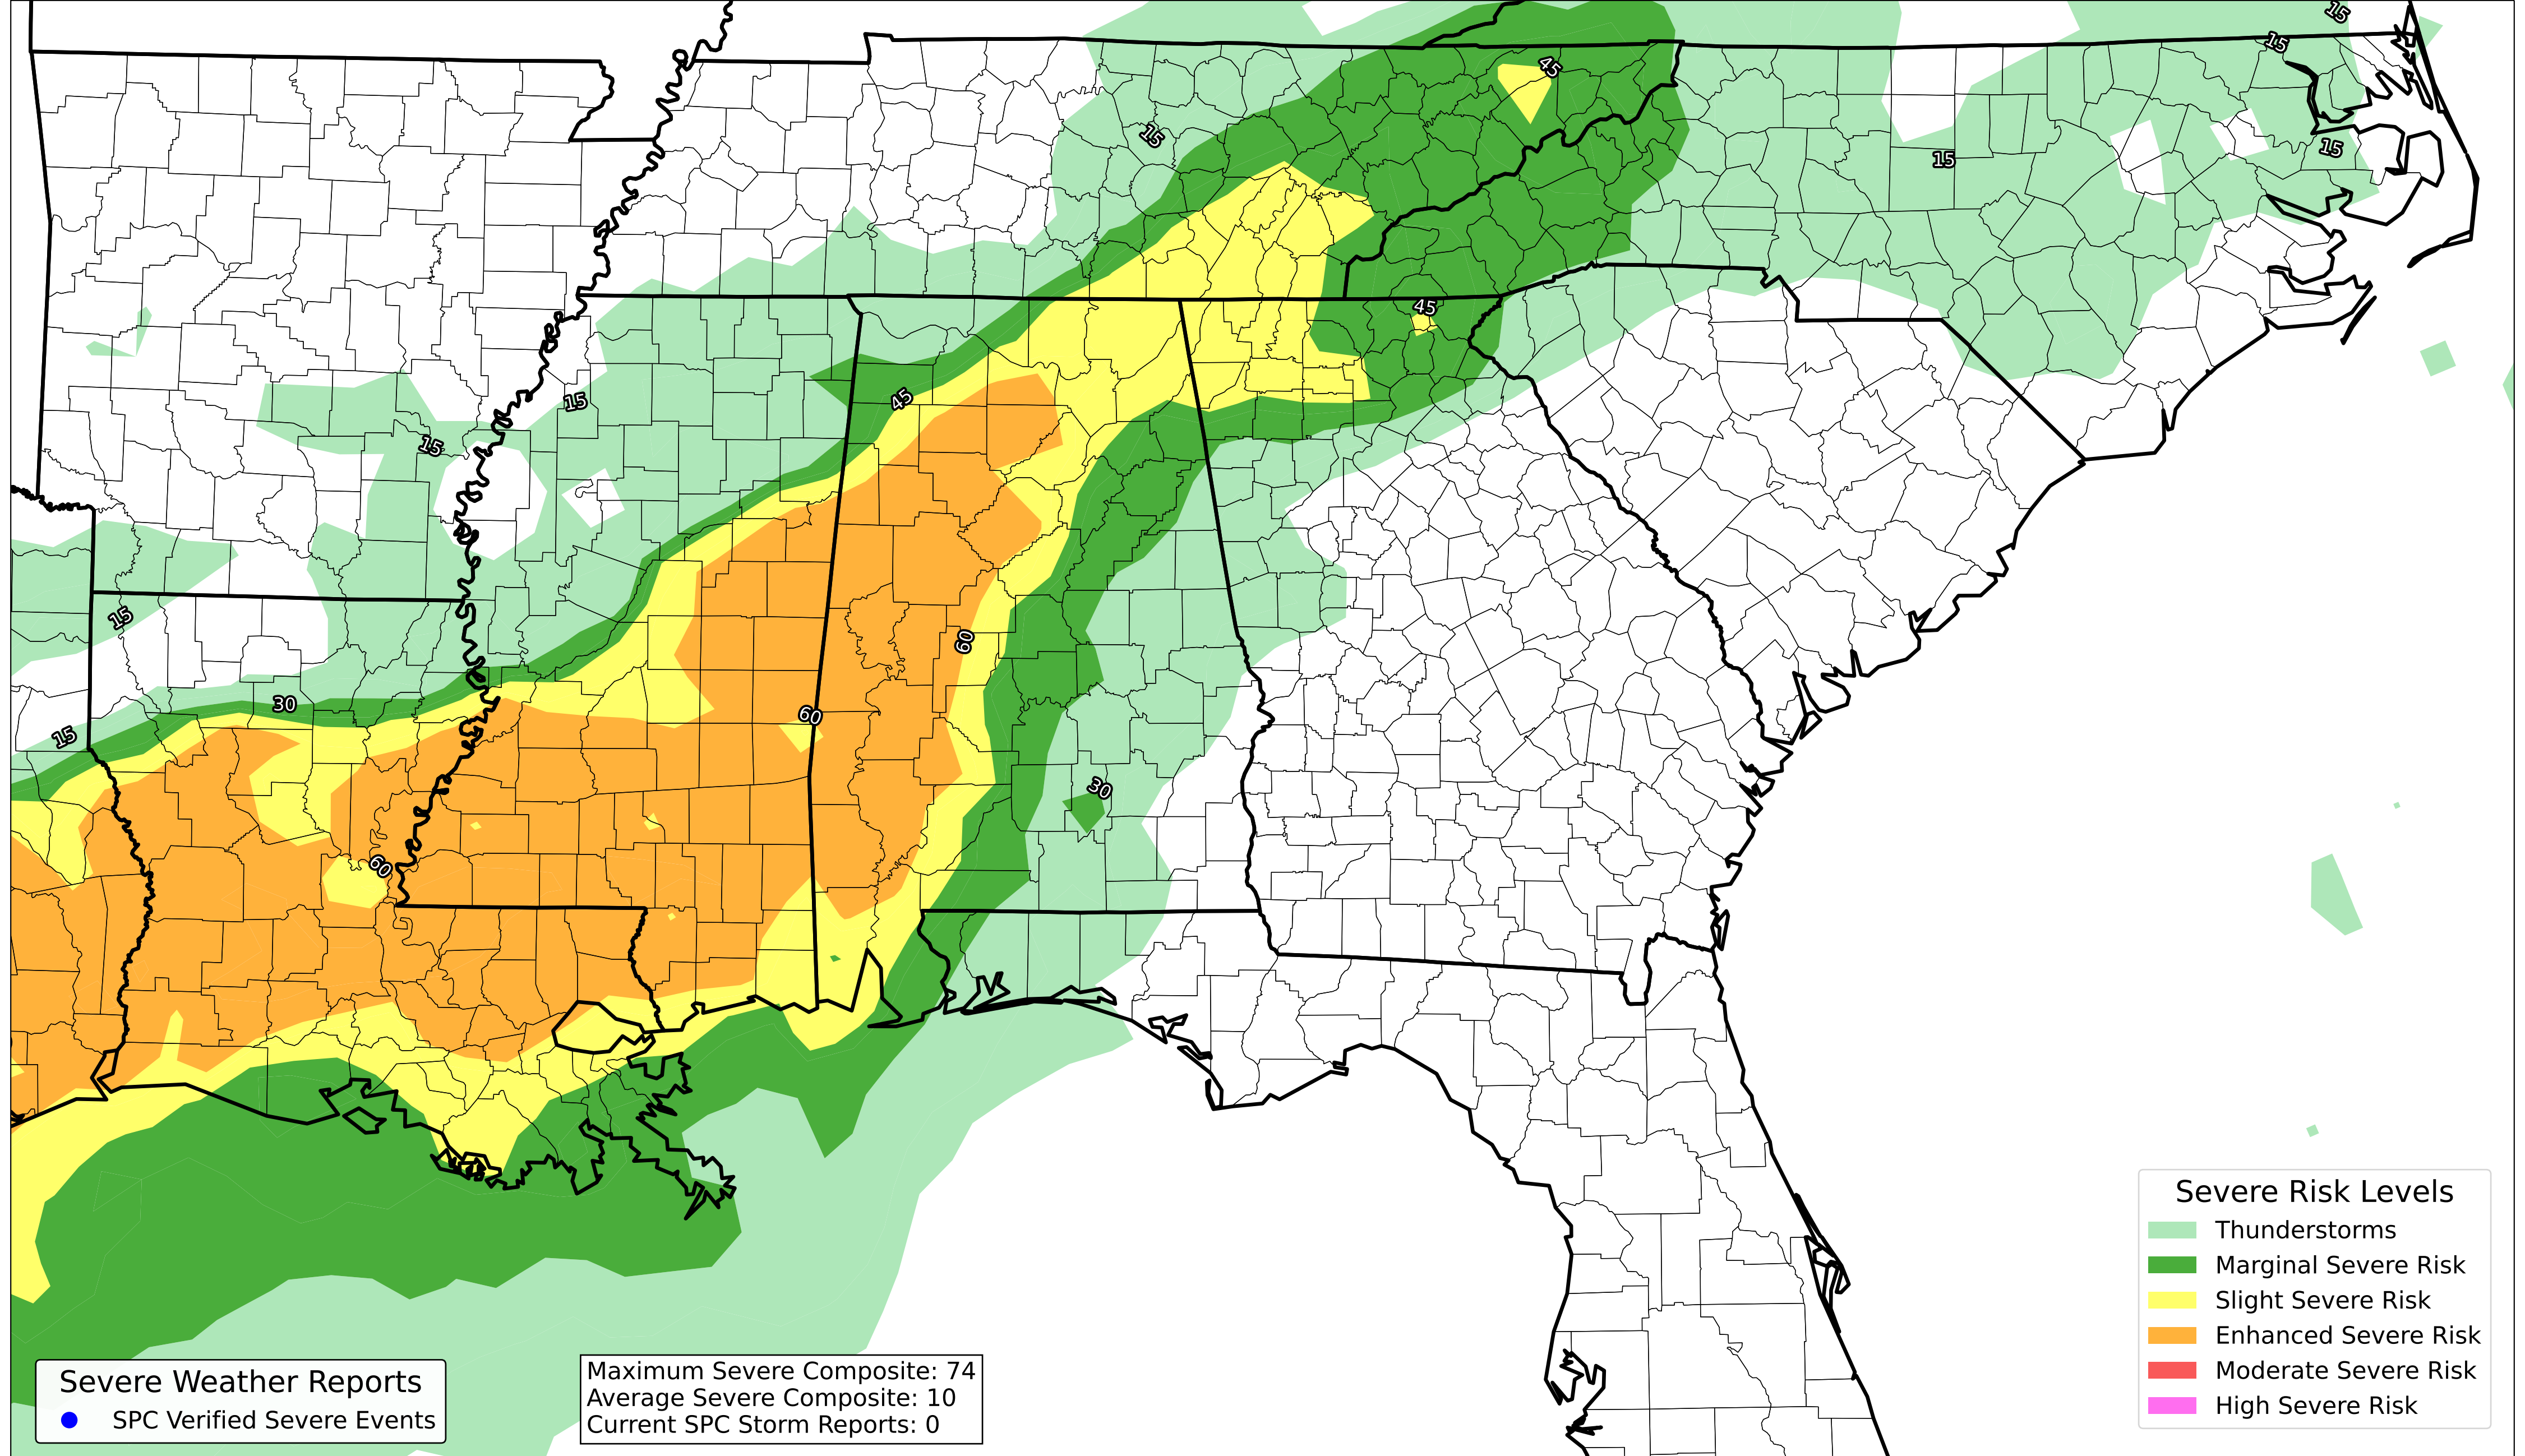 15
15
45
15
15
15
45
15
45
15
15
60
30
60
15
30
60
Severe Risk Levels
Thunderstorms
Marginal Severe Risk
Slight Severe Risk
Enhanced Severe Risk
Moderate Severe Risk
High Severe Risk
Severe Weather Reports
SPC Verified Severe Events
Maximum Severe Composite: 74
Average Severe Composite: 10
Current SPC Storm Reports: 0